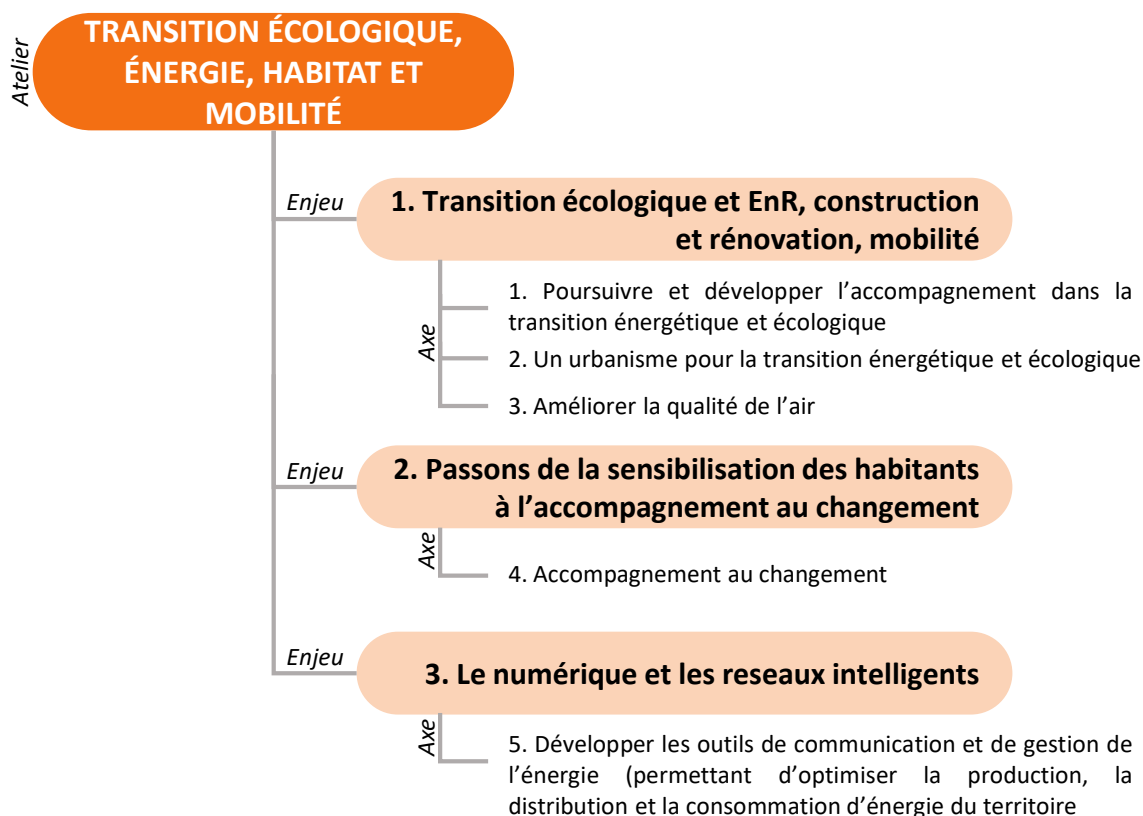 Atelier
TRANSITION ÉCOLOGIQUE,
ÉNERGIE, HABITAT ET
MOBILITÉ
Enjeu
1. Transition écologique et EnR, construction
et rénovation, mobilité
Axe
1. Poursuivre et développer l’accompagnement dans la
transition énergétique et écologique
2. Un urbanisme pour la transition énergétique et écologique
3. Améliorer la qualité de l’air
Enjeu
2. Passons de la sensibilisation des habitants
à l’accompagnement au changement
Axe
4. Accompagnement au changement
Enjeu
3. Le numérique et les reseaux intelligents
Axe
5. Développer les outils de communication et de gestion de
l’énergie (permettant d’optimiser la production, la
distribution et la consommation d’énergie du territoire